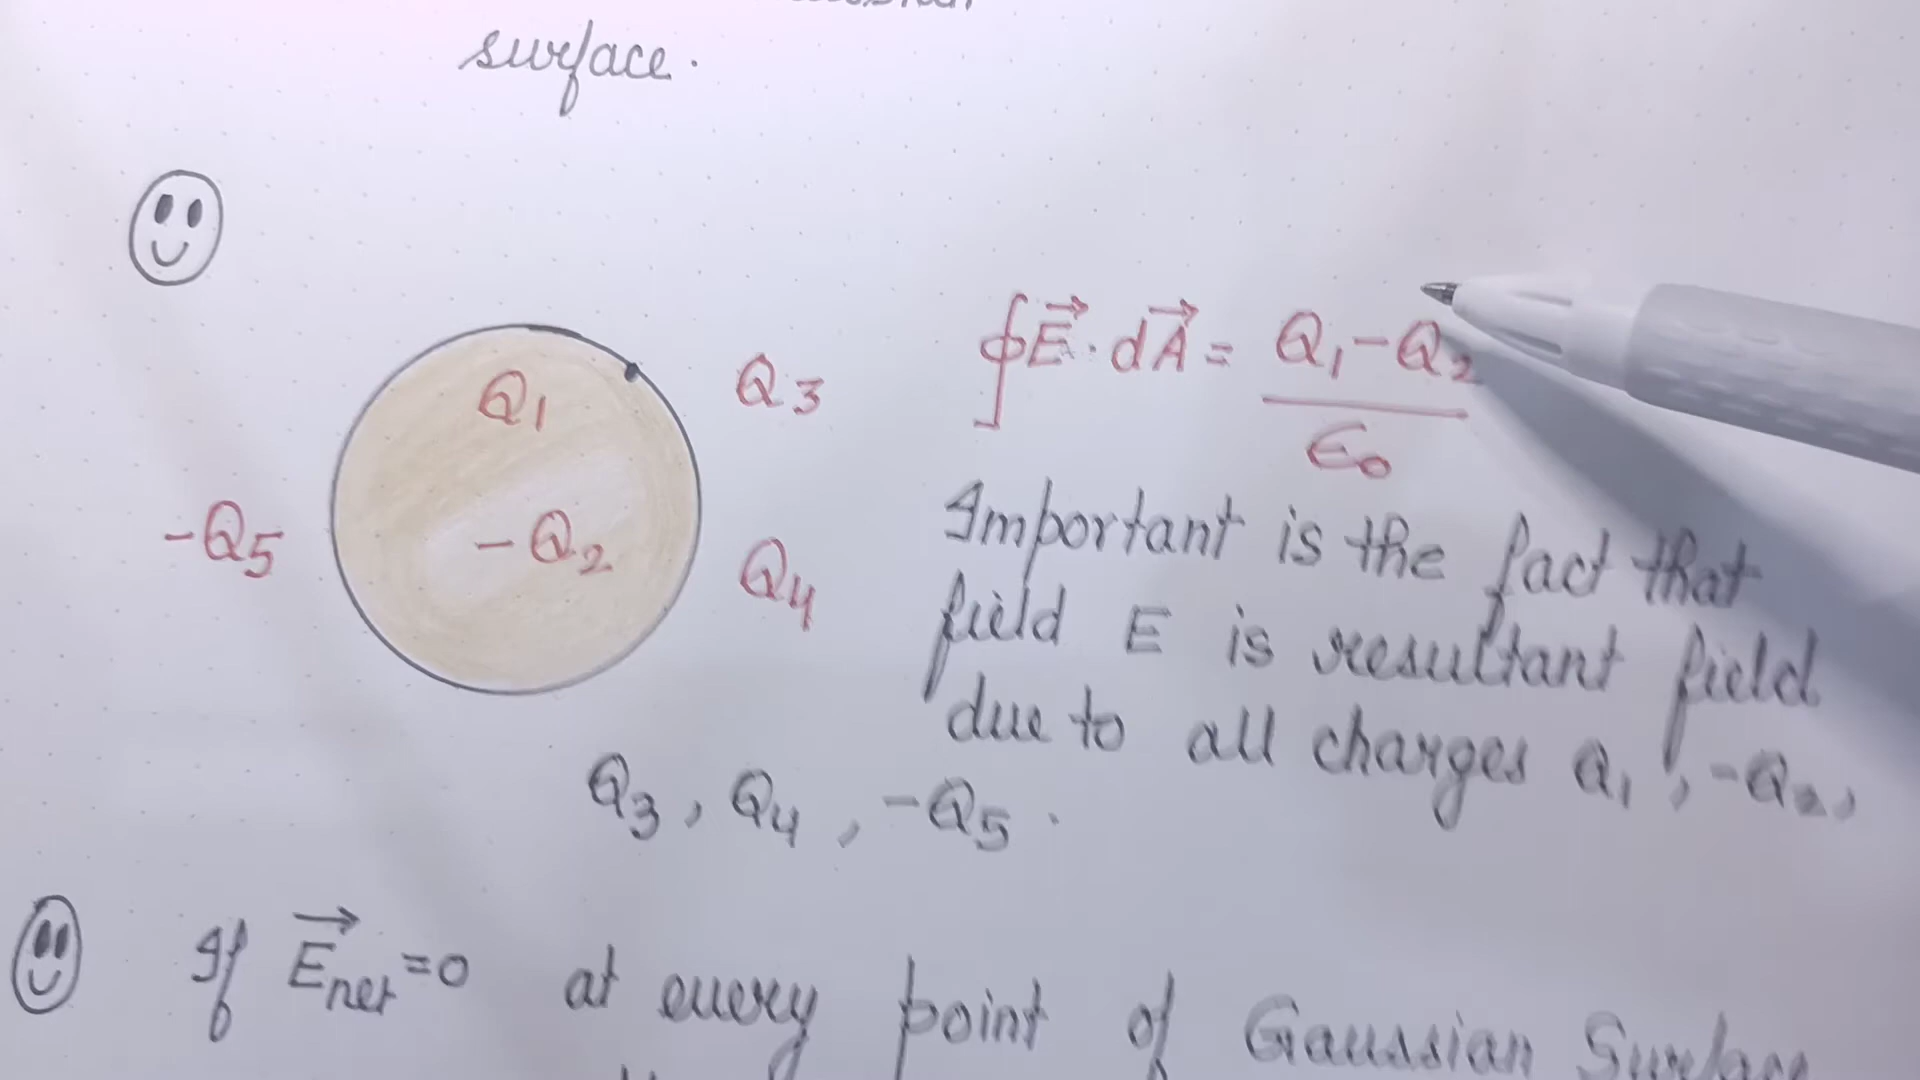 surface.
Q1
Q3
-Q5
-Q2
Q4
∮E⃗·dA⃗ = Q1-Q2
ε0
Important is the fact that
field E is resultant field
due to all charges Q1, -Q2,
Q3, Q4, -Q5.
If E⃗net=0 at every point of Gaussian Surface